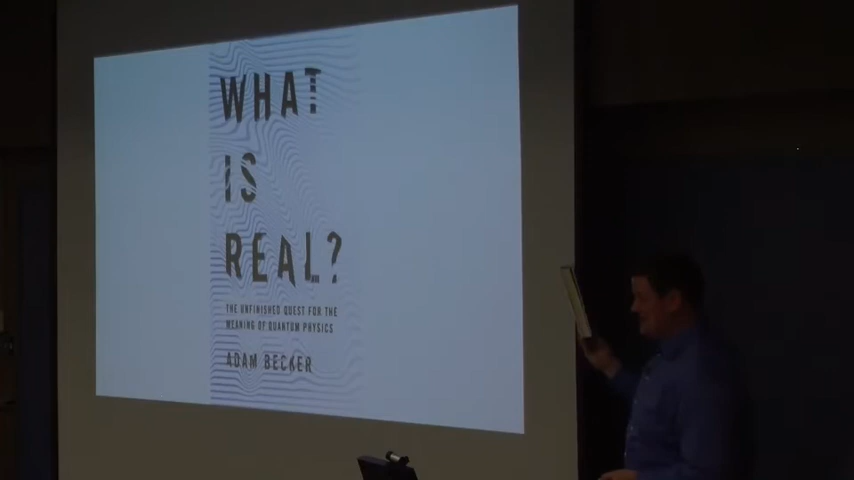 WHAT
IS
REAL?
THE UNFINISHED QUEST FOR THE
MEANING OF QUANTUM PHYSICS
ADAM BECKER